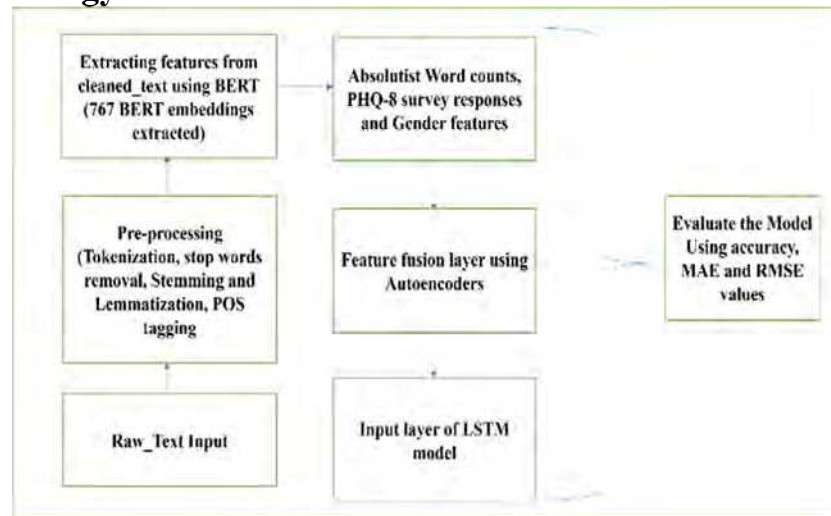 gy
Extracting features from
cleaned_text using BERT
(767 BERT embeddings
extracted)
Absolutist Word counts,
PHQ-8 survey responses
and Gender features
Pre-processing
(Tokenization, stop words
removal, Stemming and
Lemmatization, POS
tagging
Feature fusion layer using
Autoencoders
Evaluate the Model
Using accuracy,
MAE and RMSE
values
Raw_Text Input
Input layer of LSTM
model